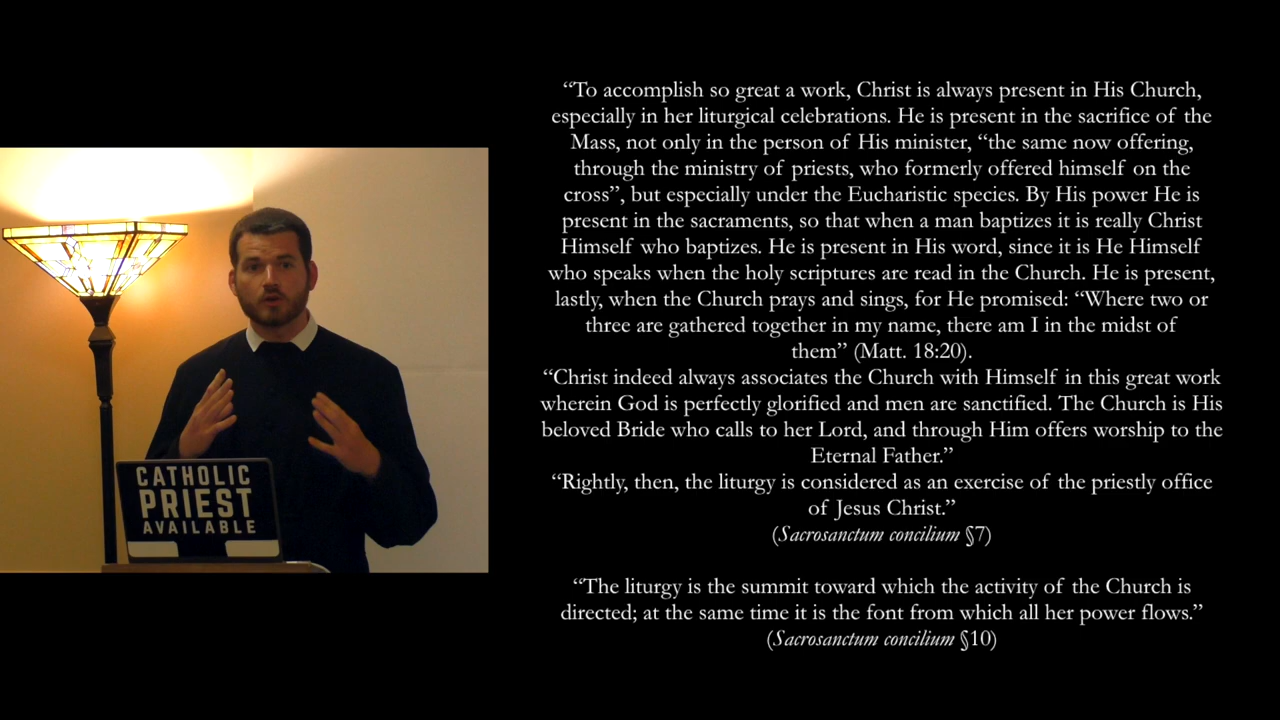 CATHOLIC
PRIEST
AVAILABLE
“To accomplish so great a work, Christ is always present in His Church,
especially in her liturgical celebrations. He is present in the sacrifice of the
Mass, not only in the person of His minister, “the same now offering,
through the ministry of priests, who formerly offered himself on the
cross”, but especially under the Eucharistic species. By His power He is
present in the sacraments, so that when a man baptizes it is really Christ
Himself who baptizes. He is present in His word, since it is He Himself
who speaks when the holy scriptures are read in the Church. He is present,
lastly, when the Church prays and sings, for He promised: “Where two or
three are gathered together in my name, there am I in the midst of
them” (Matt. 18:20).
“Christ indeed always associates the Church with Himself in this great work
wherein God is perfectly glorified and men are sanctified. The Church is His
beloved Bride who calls to her Lord, and through Him offers worship to the
Eternal Father.”
“Rightly, then, the liturgy is considered as an exercise of the priestly office
of Jesus Christ.”
(Sacrosanctum concilium §7)
“The liturgy is the summit toward which the activity of the Church is
directed; at the same time it is the font from which all her power flows.”
(Sacrosanctum concilium §10)